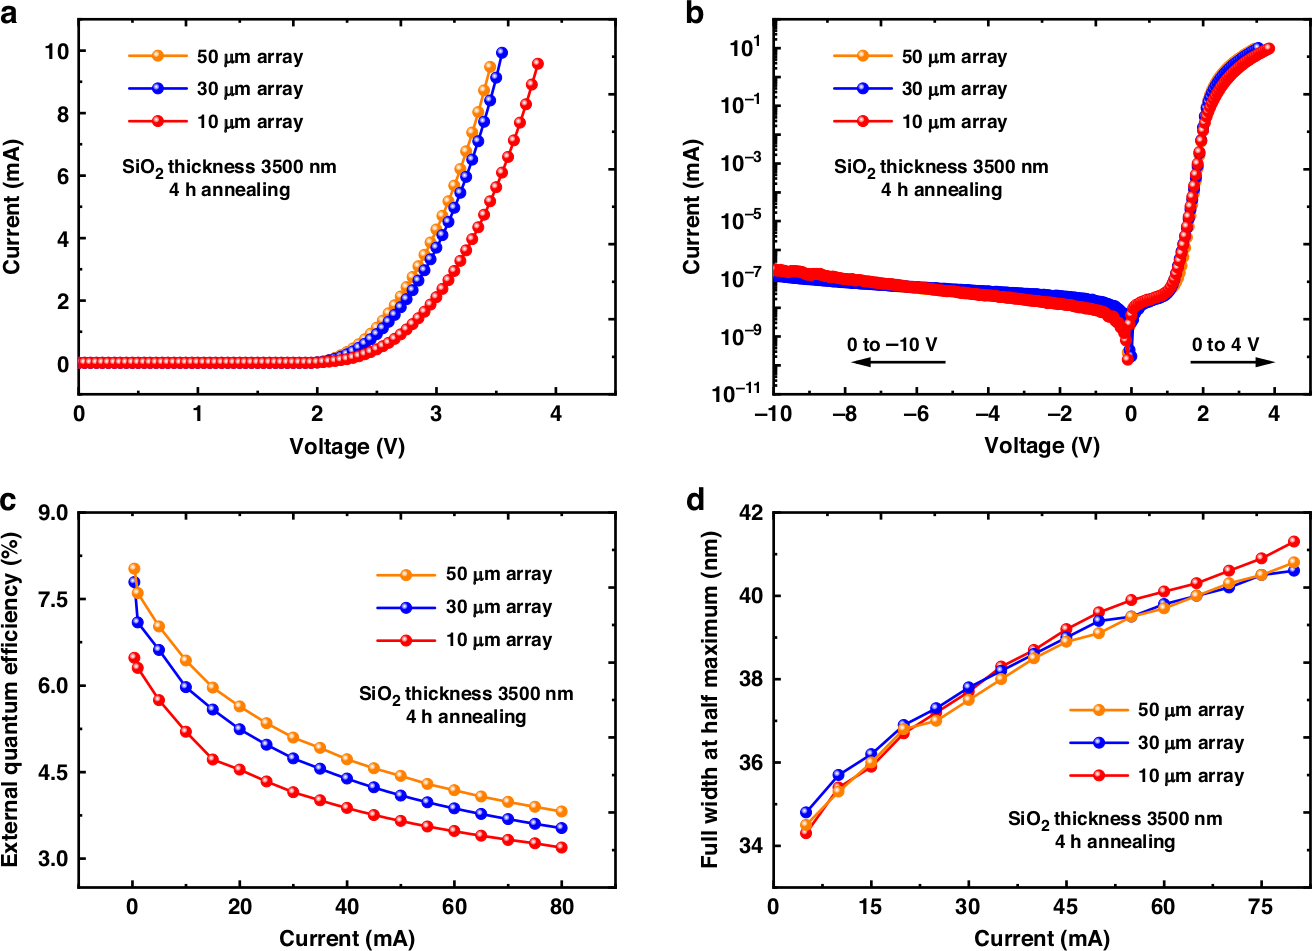 a
10
8
6
4
2
0
0
1
2
3
4
Current (mA)
Voltage (V)
50 μm array
30 μm array
10 μm array
SiO₂ thickness 3500 nm
4 h annealing
b
10¹
10⁻¹
10⁻³
10⁻⁵
10⁻⁷
10⁻⁹
10⁻¹¹
−10
−8
−6
−4
−2
0
2
4
Current (mA)
Voltage (V)
50 μm array
30 μm array
10 μm array
SiO₂ thickness 3500 nm
4 h annealing
0 to −10 V
0 to 4 V
c
9.0
7.5
6.0
4.5
3.0
0
20
40
60
80
External quantum efficiency (%)
Current (mA)
50 μm array
30 μm array
10 μm array
SiO₂ thickness 3500 nm
4 h annealing
d
42
40
38
36
34
0
15
30
45
60
75
Full width at half maximum (nm)
Current (mA)
50 μm array
30 μm array
10 μm array
SiO₂ thickness 3500 nm
4 h annealing